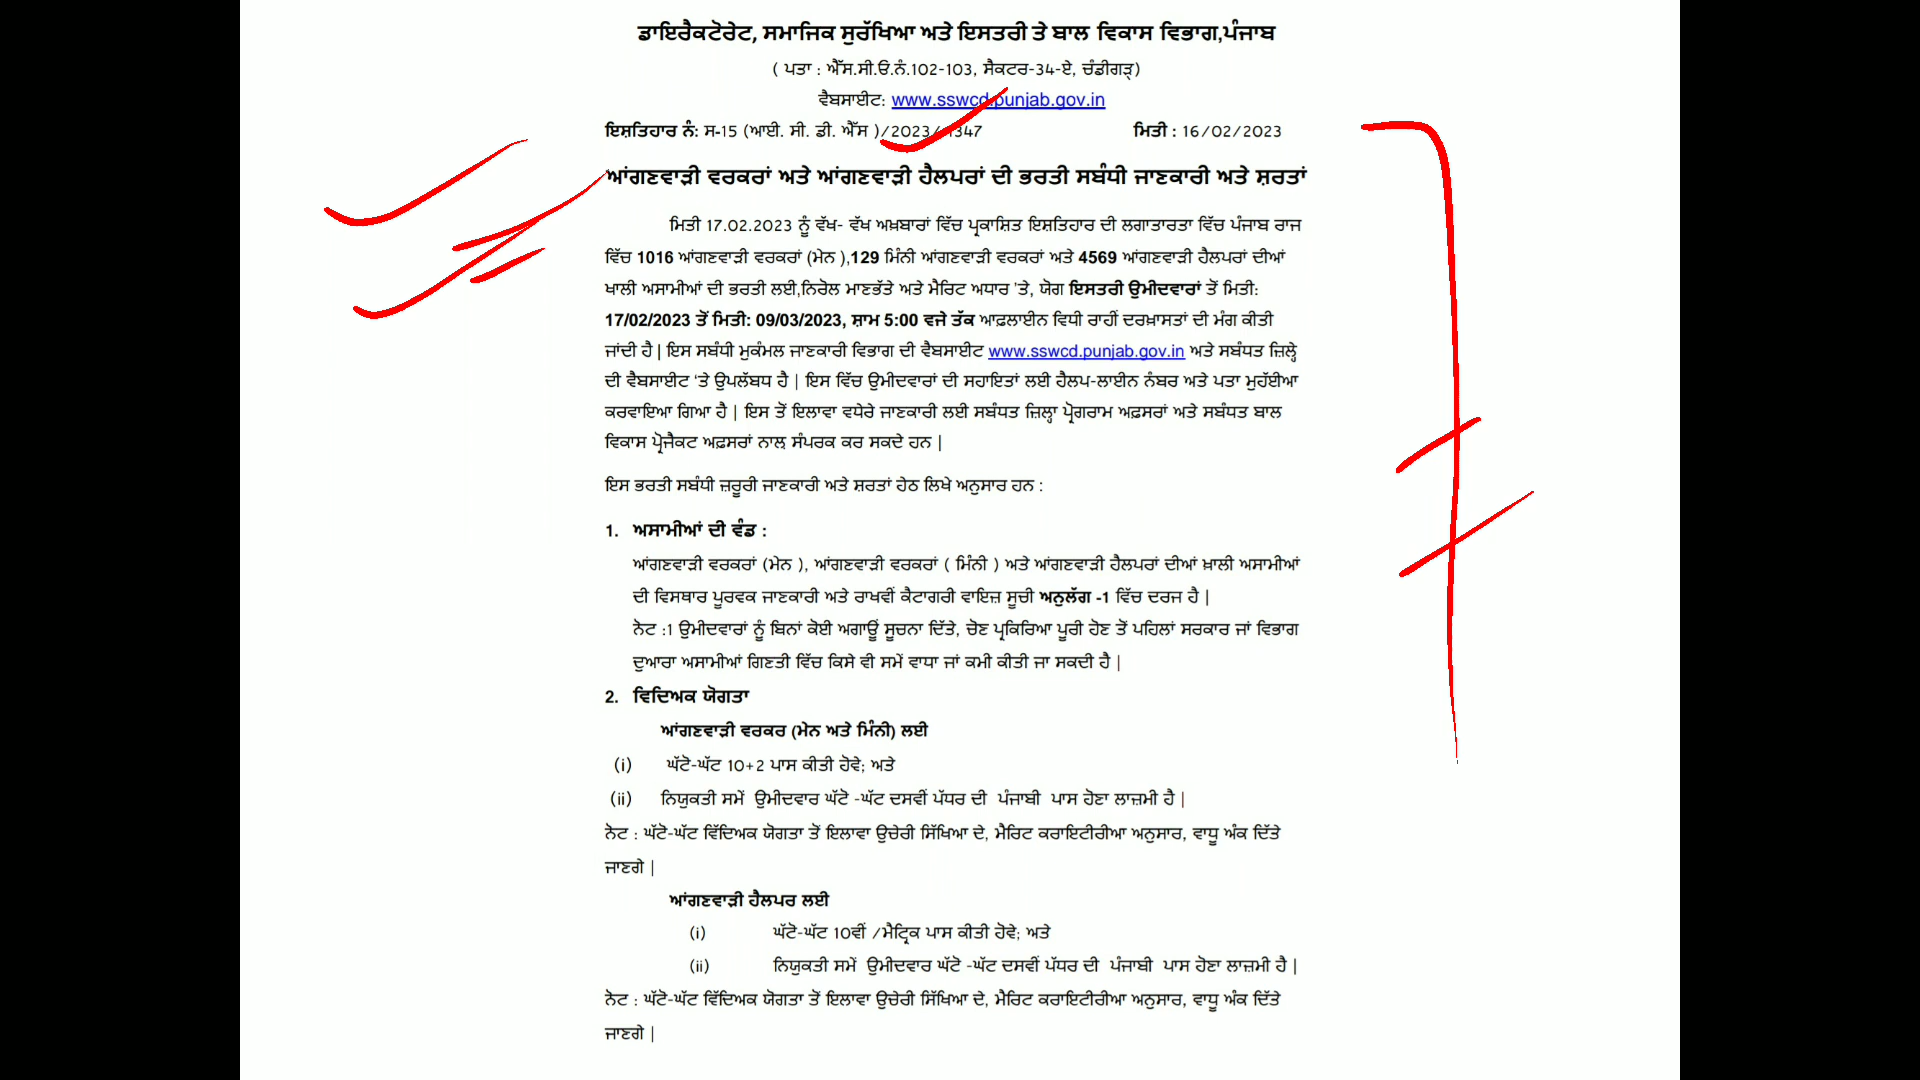 ਡਾਇਰੈਕਟੋਰੇਟ, ਸਮਾਜਿਕ ਸੁਰੱਖਿਆ ਅਤੇ ਇਸਤਰੀ ਤੇ ਬਾਲ ਵਿਕਾਸ ਵਿਭਾਗ,ਪੰਜਾਬ
( ਪਤਾ : ਐੱਸ.ਸੀ.ਓ.ਨੰ.102-103, ਸੈਕਟਰ-34-ਏ, ਚੰਡੀਗੜ੍ਹ)
ਵੈਬਸਾਈਟ: www.sswcd.punjab.gov.in
ਇਸ਼ਤਿਹਾਰ ਨੰ: ਸ-15 (ਆਈ. ਸੀ. ਡੀ. ਐੱਸ )/2023/ ਮਿਤੀ : 16/02/2023
ਆਂਗਣਵਾੜੀ ਵਰਕਰਾਂ ਅਤੇ ਆਂਗਣਵਾੜੀ ਹੈਲਪਰਾਂ ਦੀ ਭਰਤੀ ਸਬੰਧੀ ਜਾਣਕਾਰੀ ਅਤੇ ਸ਼ਰਤਾਂ
ਮਿਤੀ 17.02.2023 ਨੂੰ ਵੱਖ- ਵੱਖ ਅਖ਼ਬਾਰਾਂ ਵਿੱਚ ਪ੍ਰਕਾਸ਼ਿਤ ਇਸ਼ਤਿਹਾਰ ਦੀ ਲਗਾਤਾਰਤਾ ਵਿੱਚ ਪੰਜਾਬ ਰਾਜ
ਵਿੱਚ 1016 ਆਂਗਣਵਾੜੀ ਵਰਕਰਾਂ (ਮੇਨ ),129 ਮਿੰਨੀ ਆਂਗਣਵਾੜੀ ਵਰਕਰਾਂ ਅਤੇ 4569 ਆਂਗਣਵਾੜੀ ਹੈਲਪਰਾਂ ਦੀਆਂ
ਖਾਲੀ ਅਸਾਮੀਆਂ ਦੀ ਭਰਤੀ ਲਈ,ਨਿਰੋਲ ਮਾਣਭੱਤੇ ਅਤੇ ਮੈਰਿਟ ਅਧਾਰ 'ਤੇ, ਯੋਗ ਇਸਤਰੀ ਉਮੀਦਵਾਰਾਂ ਤੋਂ ਮਿਤੀ:
17/02/2023 ਤੋਂ ਮਿਤੀ: 09/03/2023, ਸ਼ਾਮ 5:00 ਵਜੇ ਤੱਕ ਆਫ਼ਲਾਈਨ ਵਿਧੀ ਰਾਹੀਂ ਦਰਖ਼ਾਸਤਾਂ ਦੀ ਮੰਗ ਕੀਤੀ
ਜਾਂਦੀ ਹੈ | ਇਸ ਸਬੰਧੀ ਮੁਕੰਮਲ ਜਾਣਕਾਰੀ ਵਿਭਾਗ ਦੀ ਵੈਬਸਾਈਟ www.sswcd.punjab.gov.in ਅਤੇ ਸਬੰਧਤ ਜ਼ਿਲ੍ਹੇ
ਦੀ ਵੈਬਸਾਈਟ 'ਤੇ ਉਪਲੱਬਧ ਹੈ | ਇਸ ਵਿੱਚ ਉਮੀਦਵਾਰਾਂ ਦੀ ਸਹਾਇਤਾਂ ਲਈ ਹੈਲਪ-ਲਾਈਨ ਨੰਬਰ ਅਤੇ ਪਤਾ ਮੁਹੱਈਆ
ਕਰਵਾਇਆ ਗਿਆ ਹੈ | ਇਸ ਤੋਂ ਇਲਾਵਾ ਵਧੇਰੇ ਜਾਣਕਾਰੀ ਲਈ ਸਬੰਧਤ ਜ਼ਿਲ੍ਹਾ ਪ੍ਰੋਗਰਾਮ ਅਫ਼ਸਰਾਂ ਅਤੇ ਸਬੰਧਤ ਬਾਲ
ਵਿਕਾਸ ਪ੍ਰੋਜੈਕਟ ਅਫ਼ਸਰਾਂ ਨਾਲ਼ ਸੰਪਰਕ ਕਰ ਸਕਦੇ ਹਨ |
ਇਸ ਭਰਤੀ ਸਬੰਧੀ ਜ਼ਰੂਰੀ ਜਾਣਕਾਰੀ ਅਤੇ ਸ਼ਰਤਾਂ ਹੇਠ ਲਿਖੇ ਅਨੁਸਾਰ ਹਨ :
1. ਅਸਾਮੀਆਂ ਦੀ ਵੰਡ :
ਆਂਗਣਵਾੜੀ ਵਰਕਰਾਂ (ਮੇਨ ), ਆਂਗਣਵਾੜੀ ਵਰਕਰਾਂ ( ਮਿੰਨੀ ) ਅਤੇ ਆਂਗਣਵਾੜੀ ਹੈਲਪਰਾਂ ਦੀਆਂ ਖ਼ਾਲੀ ਅਸਾਮੀਆਂ
ਦੀ ਵਿਸਥਾਰ ਪੂਰਵਕ ਜਾਣਕਾਰੀ ਅਤੇ ਰਾਖਵੀਂ ਕੈਟਾਗਰੀ ਵਾਇਜ਼ ਸੂਚੀ ਅਨੁਲੱਗ -1 ਵਿੱਚ ਦਰਜ ਹੈ |
ਨੋਟ :1 ਉਮੀਦਵਾਰਾਂ ਨੂੰ ਬਿਨਾਂ ਕੋਈ ਅਗਾਊਂ ਸੂਚਨਾ ਦਿੱਤੇ, ਚੋਣ ਪ੍ਰਕਿਰਿਆ ਪੂਰੀ ਹੋਣ ਤੋਂ ਪਹਿਲਾਂ ਸਰਕਾਰ ਜਾਂ ਵਿਭਾਗ
ਦੁਆਰਾ ਅਸਾਮੀਆਂ ਗਿਣਤੀ ਵਿੱਚ ਕਿਸੇ ਵੀ ਸਮੇਂ ਵਾਧਾ ਜਾਂ ਕਮੀ ਕੀਤੀ ਜਾ ਸਕਦੀ ਹੈ |
2. ਵਿਦਿਅਕ ਯੋਗਤਾ
ਆਂਗਣਵਾੜੀ ਵਰਕਰ (ਮੇਨ ਅਤੇ ਮਿੰਨੀ) ਲਈ
(i) ਘੱਟੋ-ਘੱਟ 10+2 ਪਾਸ ਕੀਤੀ ਹੋਵੇ; ਅਤੇ
(ii) ਨਿਯੁਕਤੀ ਸਮੇਂ ਉਮੀਦਵਾਰ ਘੱਟੋ -ਘੱਟ ਦਸਵੀਂ ਪੱਧਰ ਦੀ ਪੰਜਾਬੀ ਪਾਸ ਹੋਣਾ ਲਾਜ਼ਮੀ ਹੈ |
ਨੋਟ : ਘੱਟੋ-ਘੱਟ ਵਿੱਦਿਅਕ ਯੋਗਤਾ ਤੋਂ ਇਲਾਵਾ ਉਚੇਰੀ ਸਿੱਖਿਆ ਦੇ, ਮੈਰਿਟ ਕਰਾਇਟੀਰੀਆ ਅਨੁਸਾਰ, ਵਾਧੂ ਅੰਕ ਦਿੱਤੇ
ਜਾਣਗੇ |
ਆਂਗਣਵਾੜੀ ਹੈਲਪਰ ਲਈ
(i) ਘੱਟੋ-ਘੱਟ 10ਵੀਂ /ਮੈਟ੍ਰਿਕ ਪਾਸ ਕੀਤੀ ਹੋਵੇ; ਅਤੇ
(ii) ਨਿਯੁਕਤੀ ਸਮੇਂ ਉਮੀਦਵਾਰ ਘੱਟੋ -ਘੱਟ ਦਸਵੀਂ ਪੱਧਰ ਦੀ ਪੰਜਾਬੀ ਪਾਸ ਹੋਣਾ ਲਾਜ਼ਮੀ ਹੈ |
ਨੋਟ : ਘੱਟੋ-ਘੱਟ ਵਿੱਦਿਅਕ ਯੋਗਤਾ ਤੋਂ ਇਲਾਵਾ ਉਚੇਰੀ ਸਿੱਖਿਆ ਦੇ, ਮੈਰਿਟ ਕਰਾਇਟੀਰੀਆ ਅਨੁਸਾਰ, ਵਾਧੂ ਅੰਕ ਦਿੱਤੇ
ਜਾਣਗੇ |